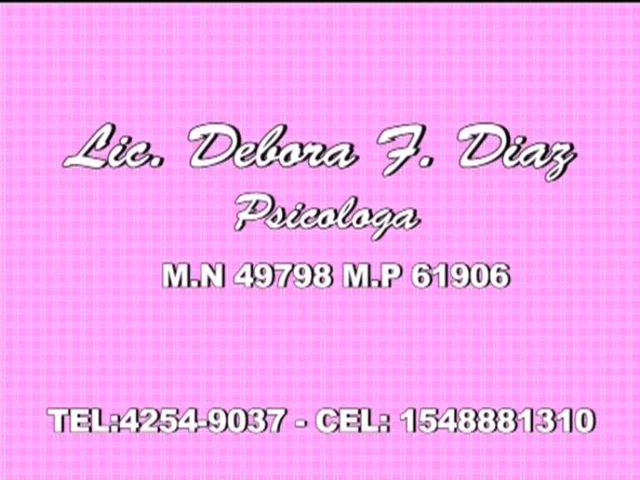 Lic. Debora F. Diaz
Psicologa
M.N 49798 M.P 61906
TEL:4254-9037 - CEL: 1548881310